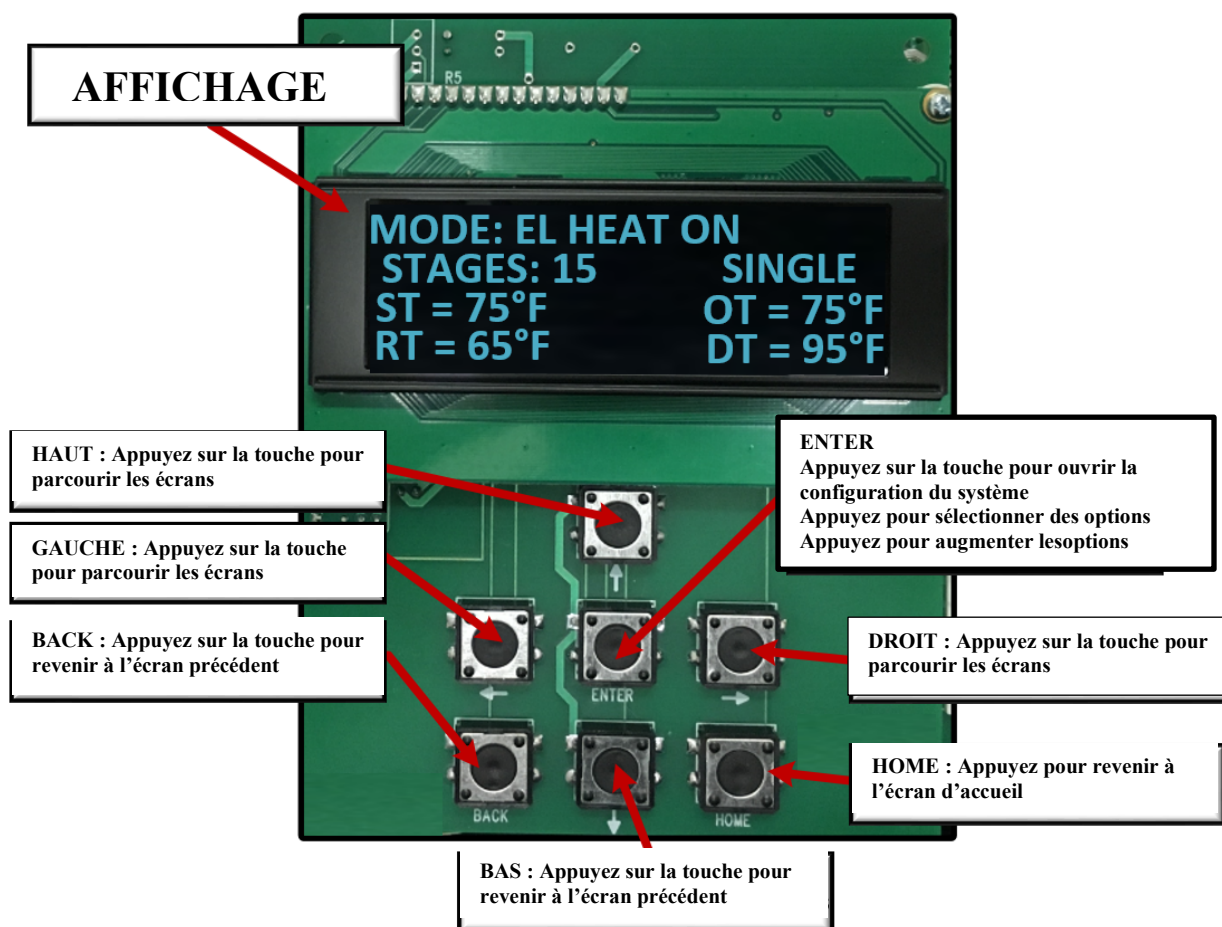 R5
AFFICHAGE
MODE: EL HEAT ON
STAGES: 15 SINGLE
ST = 75°F OT = 75°F
RT = 65°F DT = 95°F
HAUT : Appuyez sur la touche pour
parcourir les écrans
GAUCHE : Appuyez sur la touche
pour parcourir les écrans
BACK : Appuyez sur la touche pour
revenir à l’écran précédent
ENTER
Appuyez sur la touche pour ouvrir la
configuration du système
Appuyez pour sélectionner des options
Appuyez pour augmenter lesoptions
DROIT : Appuyez sur la touche pour
parcourir les écrans
HOME : Appuyez pour revenir à
l’écran d’accueil
ENTER
BACK
HOME
BAS : Appuyez sur la touche pour
revenir à l’écran précédent